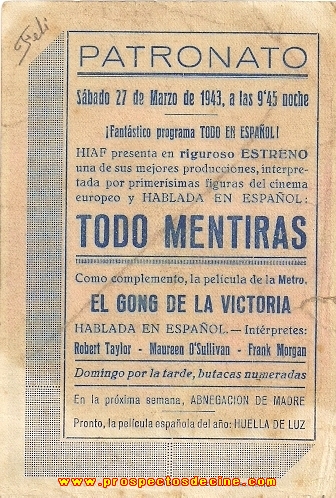 Feli
PATRONATO
Sábado 27 de Marzo de 1943, a las 9'45 noche
¡Fantástico programa TODO EN ESPAÑOL!
HIAF presenta en riguroso ESTRENO
una de sus mejores producciones, interpre-
tada por primerísimas figuras del cinema
europeo y HABLADA EN ESPAÑOL:
TODO MENTIRAS
Como complemento, la película de la Metro.
EL GONG DE LA VICTORIA
HABLADA EN ESPAÑOL.—Intérpretes:
Robert Taylor - Maureen O'Sullivan - Frank Morgan
Domingo por la tarde, butacas numeradas
En la próxima semana, ABNEGACION DE MADRE
Pronto, la película española del año: HUELLA DE LUZ
www.prospectosdecine.com